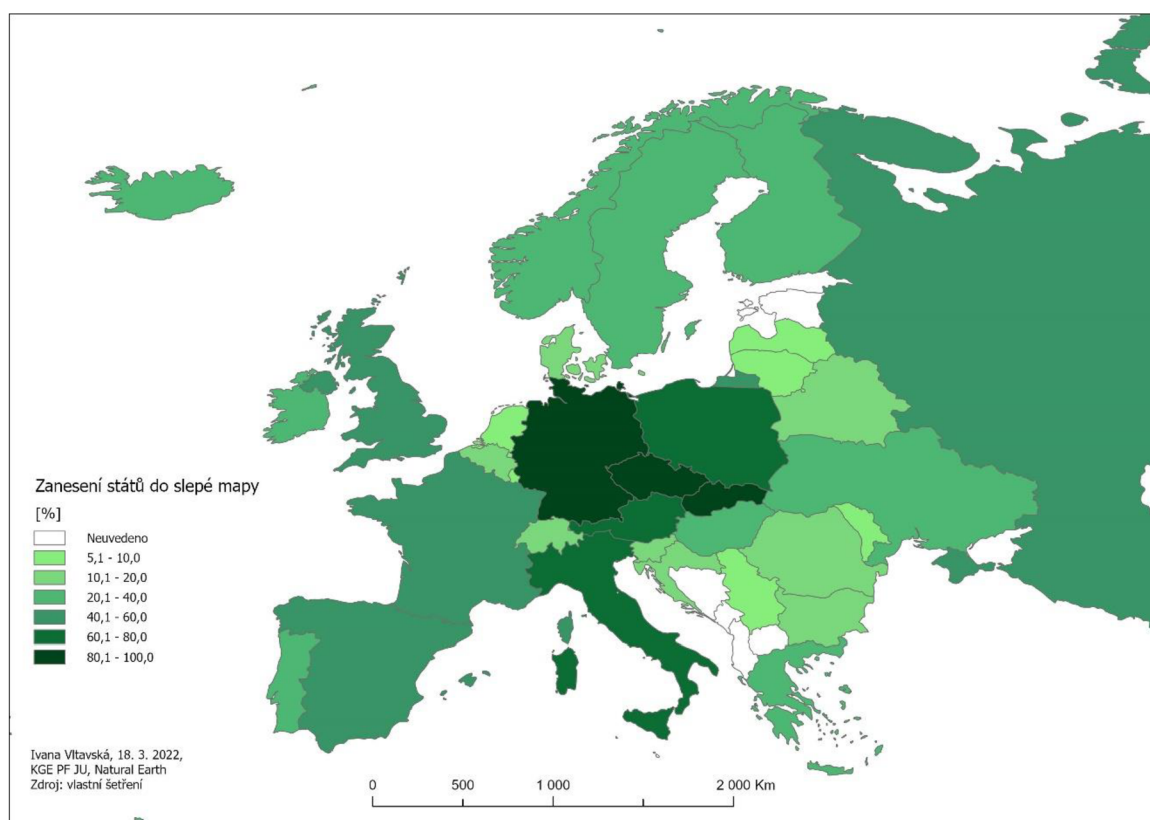 Zanesení států do slepé mapy
[%]
Neuvedeno
5,1 - 10,0
10,1 - 20,0
20,1 - 40,0
40,1 - 60,0
60,1 - 80,0
80,1 - 100,0
Ivana Vltavská, 18. 3. 2022,
KGE PF JU, Natural Earth
Zdroj: vlastní šetření
0 500 1 000 2 000 Km